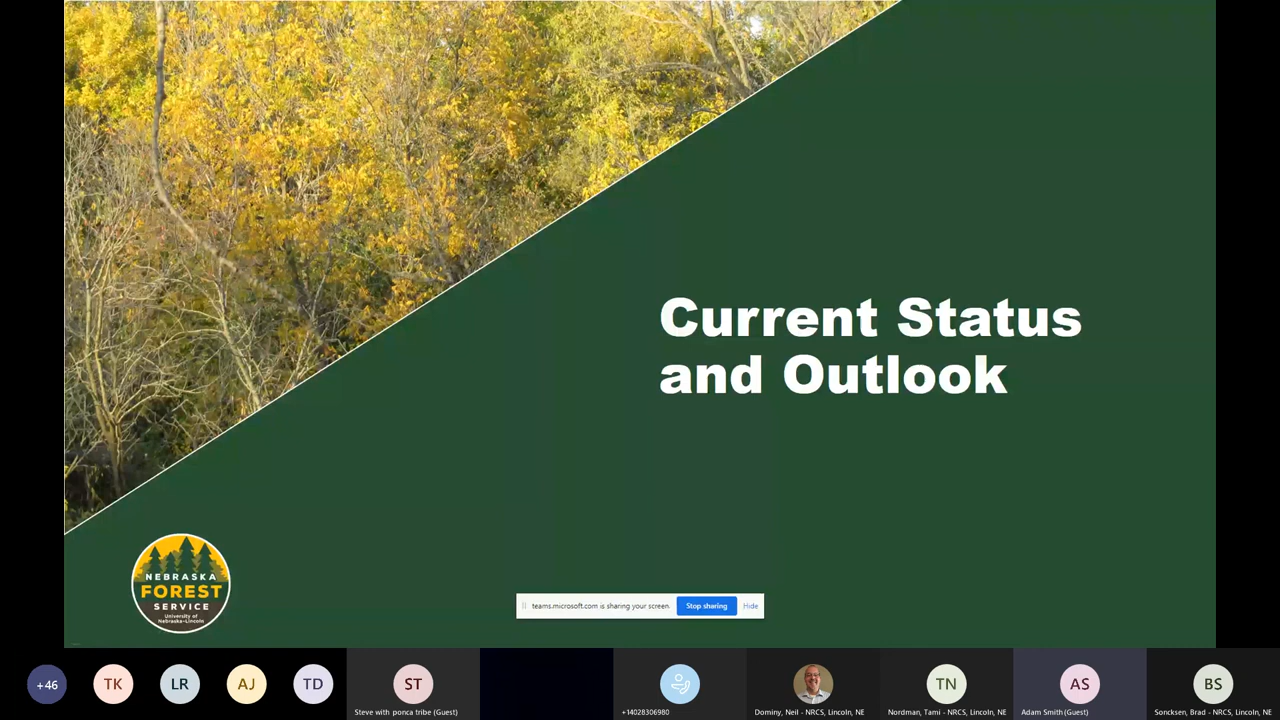 Current Status
and Outlook
NEBRASKA
FOREST
SERVICE
University of
Nebraska-Lincoln
teams.microsoft.com is sharing your screen.
Stop sharing
Hide
+46
TK
LR
AJ
TD
ST
Steve with ponca tribe (Guest)
+14028306980
Dominy, Neil - NRCS, Lincoln, NE
TN
Nordman, Tami - NRCS, Lincoln, NE
AS
Adam Smith (Guest)
BS
Soncksen, Brad - NRCS, Lincoln, NE